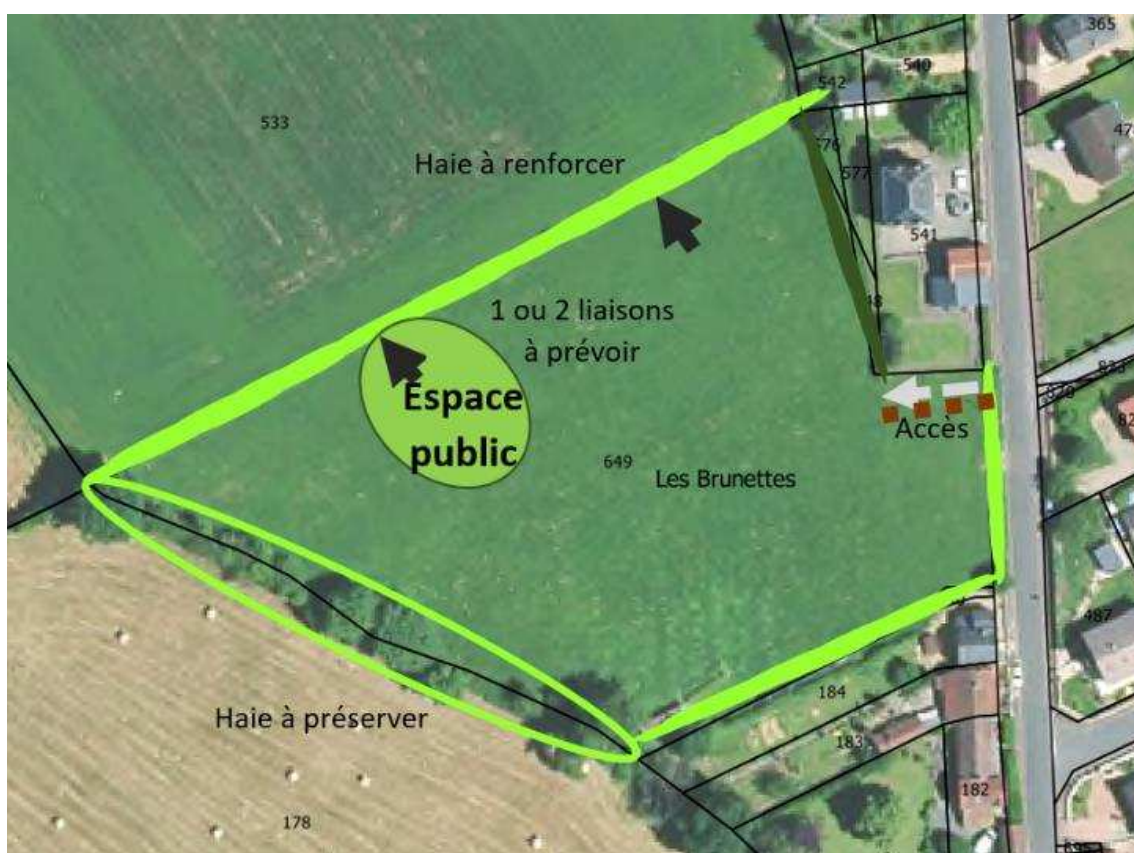 365
540
542
47
533
576
Haie à renforcer
577
541
48
1 ou 2 liaisons
à prévoir
Espace
public
Accès
649
Les Brunettes
487
184
Haie à préserver
183
182
178